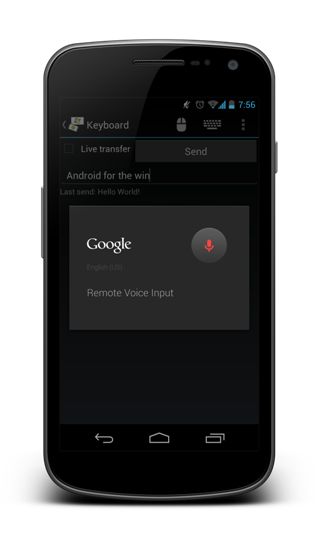 7:56
Keyboard
Live transfer
Send
Android for the win
Last send: Hello World!
Google
English (US)
Remote Voice Input